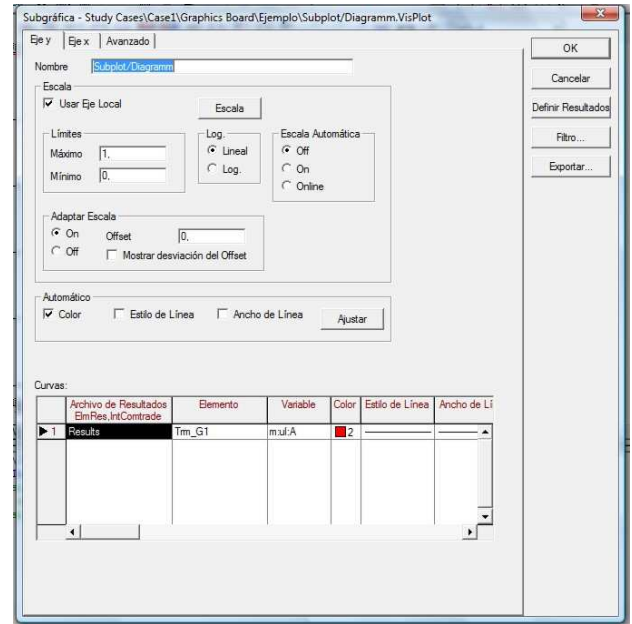 Subgráfica - Study Cases\Case1\Graphics Board\Ejemplo\Subplot/Diagramm.VisPlot
Eje y
Eje x
Avanzado
OK
Cancelar
Definir Resultados
Filtro...
Exportar...
Nombre
Subplot/Diagramm
Escala
Usar Eje Local
Escala
Límites
Máximo
1,
Mínimo
0,
Log.
Lineal
Log.
Escala Automática
Off
On
Online
Adaptar Escala
On
Off
Offset
0,
Mostrar desviación del Offset
Automático
Color
Estilo de Línea
Ancho de Línea
Ajustar
Curvas:
Archivo de Resultados
ElmRes,IntComtrade
Elemento
Variable
Color
Estilo de Línea
Ancho de Lí
1
Results
Trm_G1
m:ul:A
2